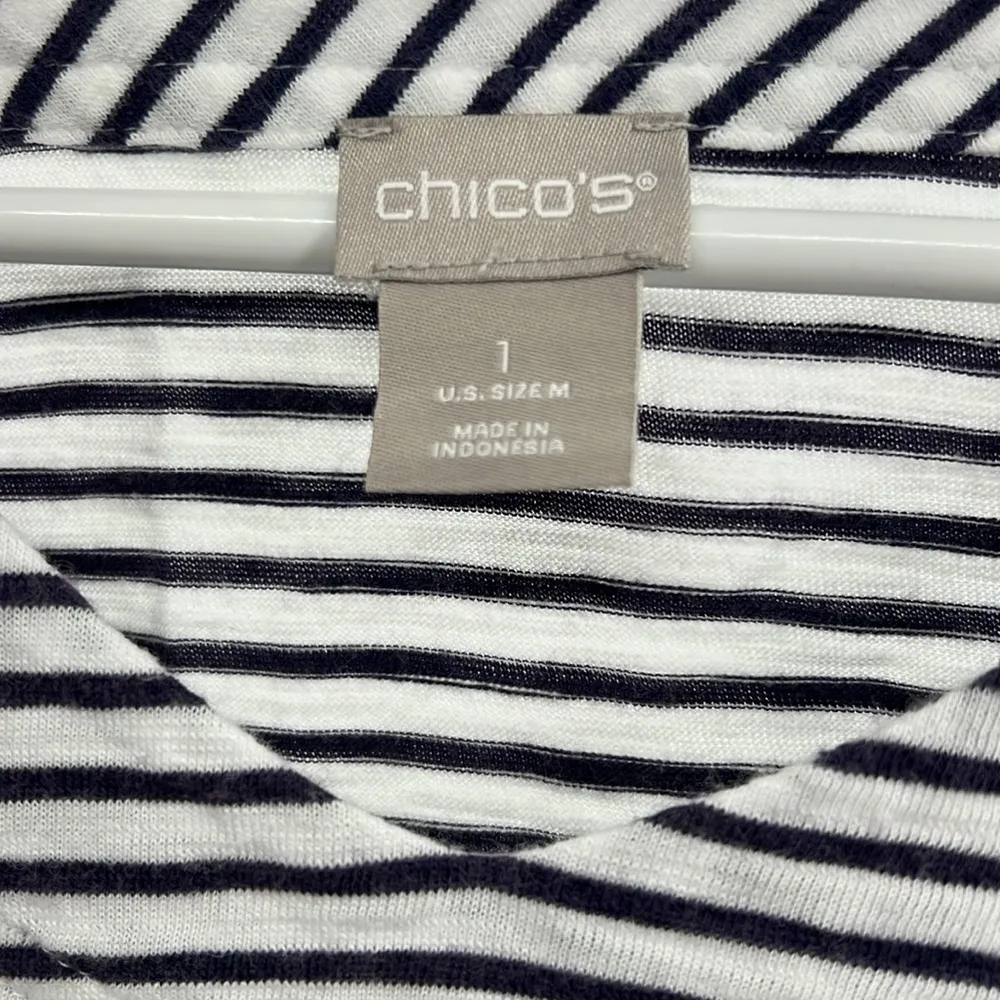 chico's®
1
U.S. SIZE M
MADE IN
INDONESIA